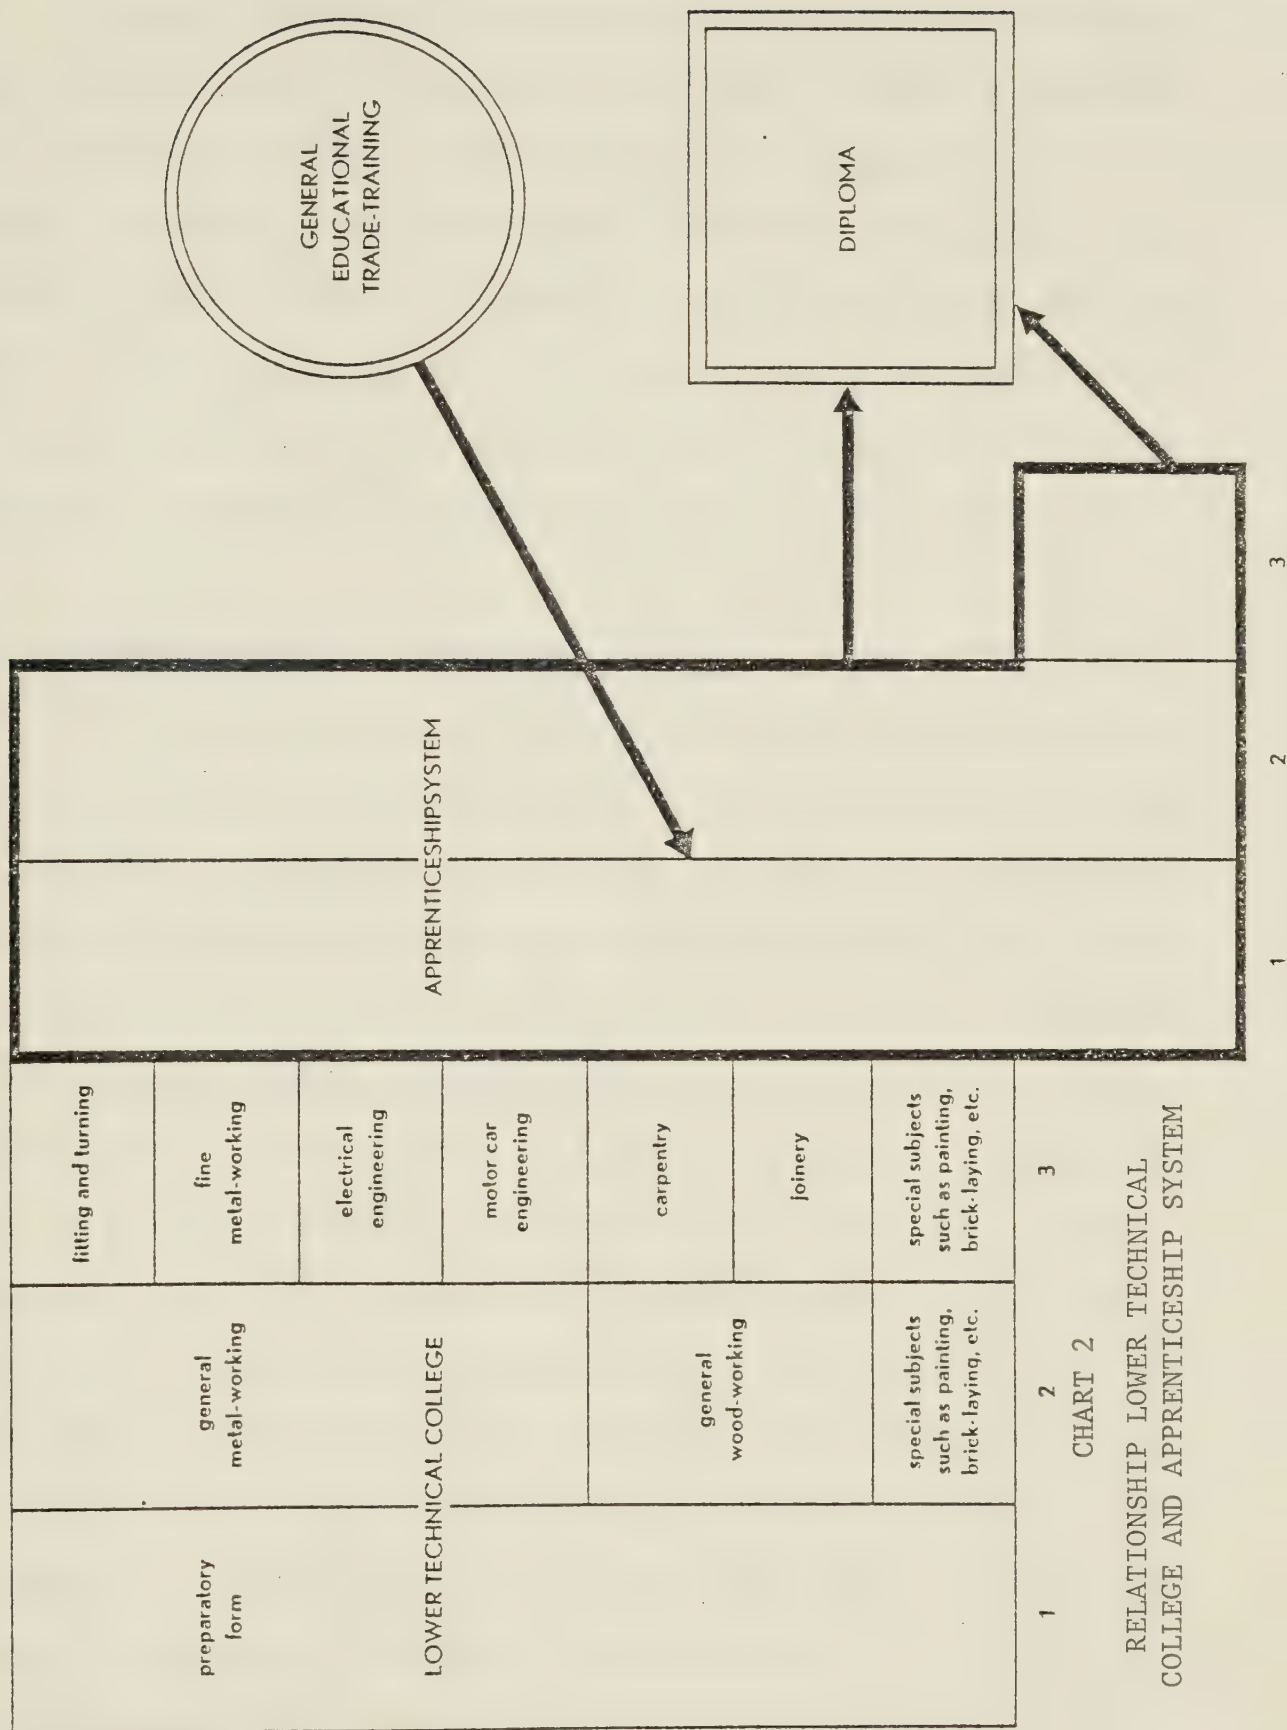 preparatory
form
LOWER TECHNICAL COLLEGE
general
metal-working
general
wood-working
special subjects
such as painting,
brick-laying, etc.
fitting and turning
fine
metal-working
electrical
engineering
motor car
engineering
carpentry
joinery
special subjects
such as painting,
brick-laying, etc.
APPRENTICESHIPSYSTEM
GENERAL
EDUCATIONAL
TRADE-TRAINING
DIPLOMA
1
2
3
1
2
3
CHART 2
RELATIONSHIP LOWER TECHNICAL
COLLEGE AND APPRENTICESHIP SYSTEM